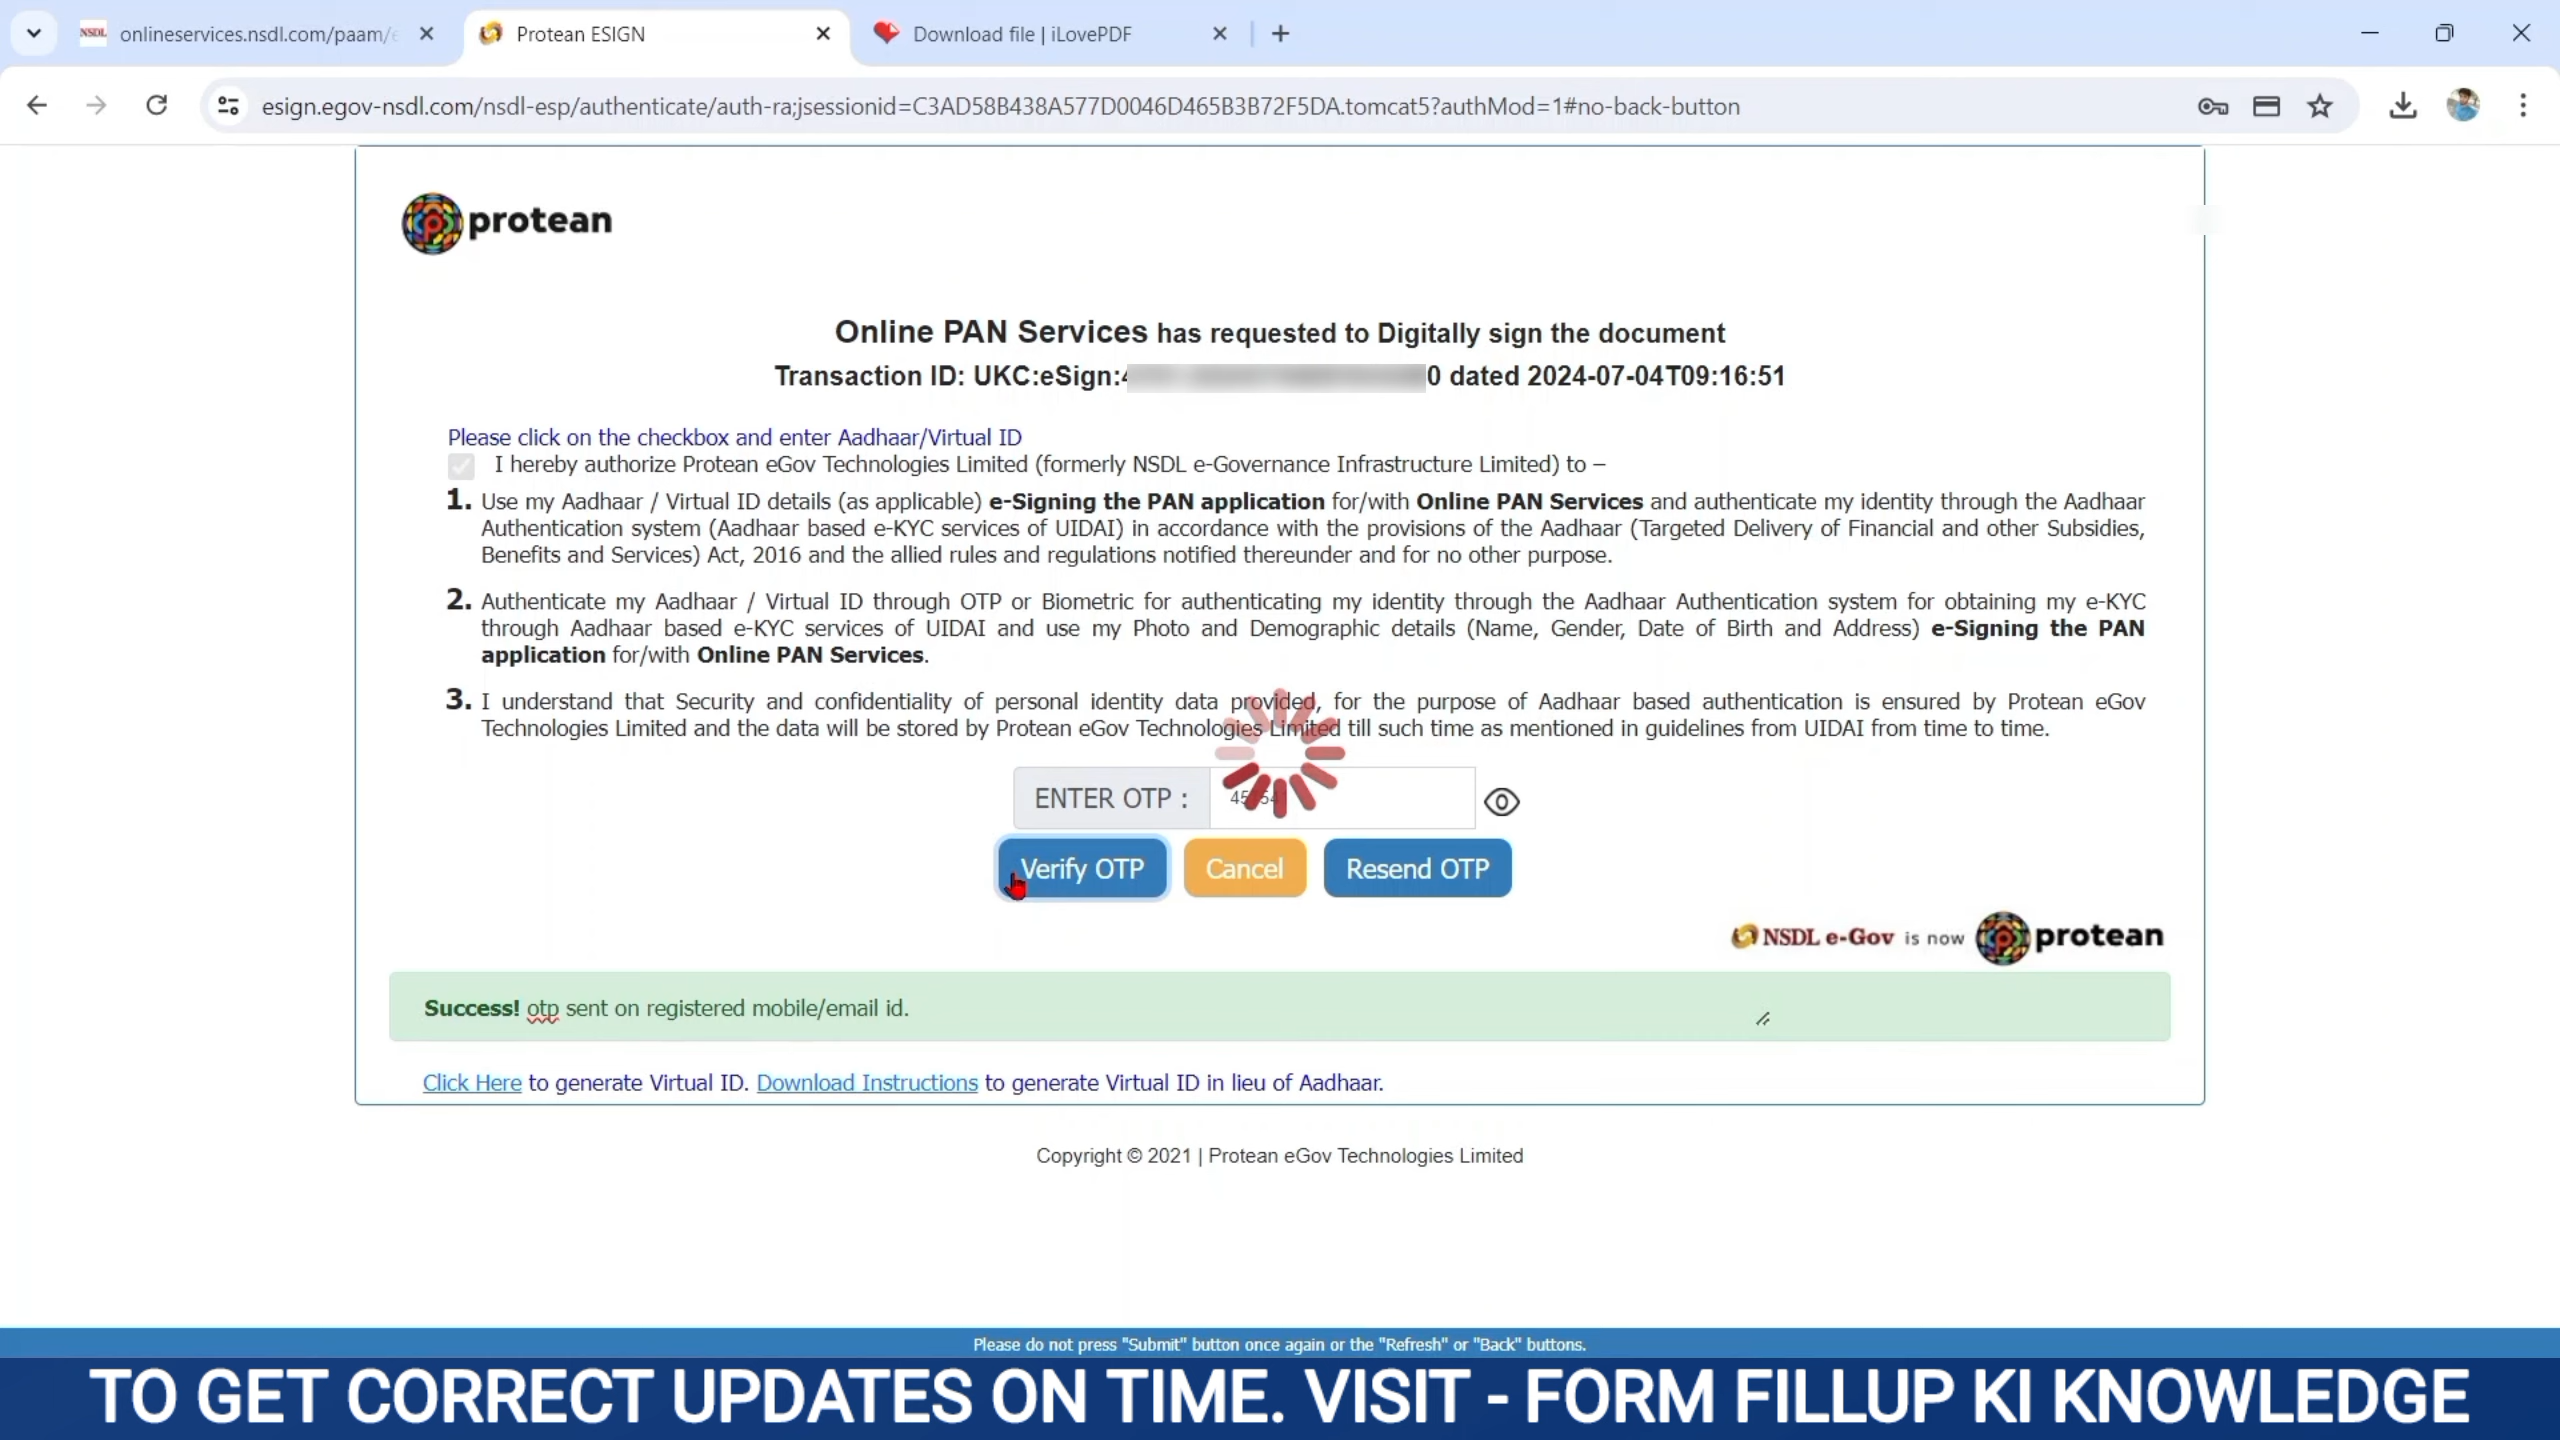 NSDL onlineservices.nsdl.com/paam/e
Protean ESIGN
Download file | iLovePDF
esign.egov-nsdl.com/nsdl-esp/authenticate/auth-ra;jsessionid=C3AD58B438A577D0046D465B3B72F5DA.tomcat5?authMod=1#no-back-button
protean
Online PAN Services has requested to Digitally sign the document
Transaction ID: UKC:eSign:4 0 dated 2024-07-04T09:16:51
Please click on the checkbox and enter Aadhaar/Virtual ID
I hereby authorize Protean eGov Technologies Limited (formerly NSDL e-Governance Infrastructure Limited) to –
1. Use my Aadhaar / Virtual ID details (as applicable) e-Signing the PAN application for/with Online PAN Services and authenticate my identity through the Aadhaar
Authentication system (Aadhaar based e-KYC services of UIDAI) in accordance with the provisions of the Aadhaar (Targeted Delivery of Financial and other Subsidies,
Benefits and Services) Act, 2016 and the allied rules and regulations notified thereunder and for no other purpose.
2. Authenticate my Aadhaar / Virtual ID through OTP or Biometric for authenticating my identity through the Aadhaar Authentication system for obtaining my e-KYC
through Aadhaar based e-KYC services of UIDAI and use my Photo and Demographic details (Name, Gender, Date of Birth and Address) e-Signing the PAN
application for/with Online PAN Services.
3. I understand that Security and confidentiality of personal identity data provided, for the purpose of Aadhaar based authentication is ensured by Protean eGov
Technologies Limited and the data will be stored by Protean eGov Technologies Limited till such time as mentioned in guidelines from UIDAI from time to time.
ENTER OTP :
Verify OTP Cancel Resend OTP
NSDL e-Gov is now protean
Success! otp sent on registered mobile/email id.
Click Here to generate Virtual ID. Download Instructions to generate Virtual ID in lieu of Aadhaar.
Copyright © 2021 | Protean eGov Technologies Limited
Please do not press "Submit" button once again or the "Refresh" or "Back" buttons.
TO GET CORRECT UPDATES ON TIME. VISIT - FORM FILLUP KI KNOWLEDGE